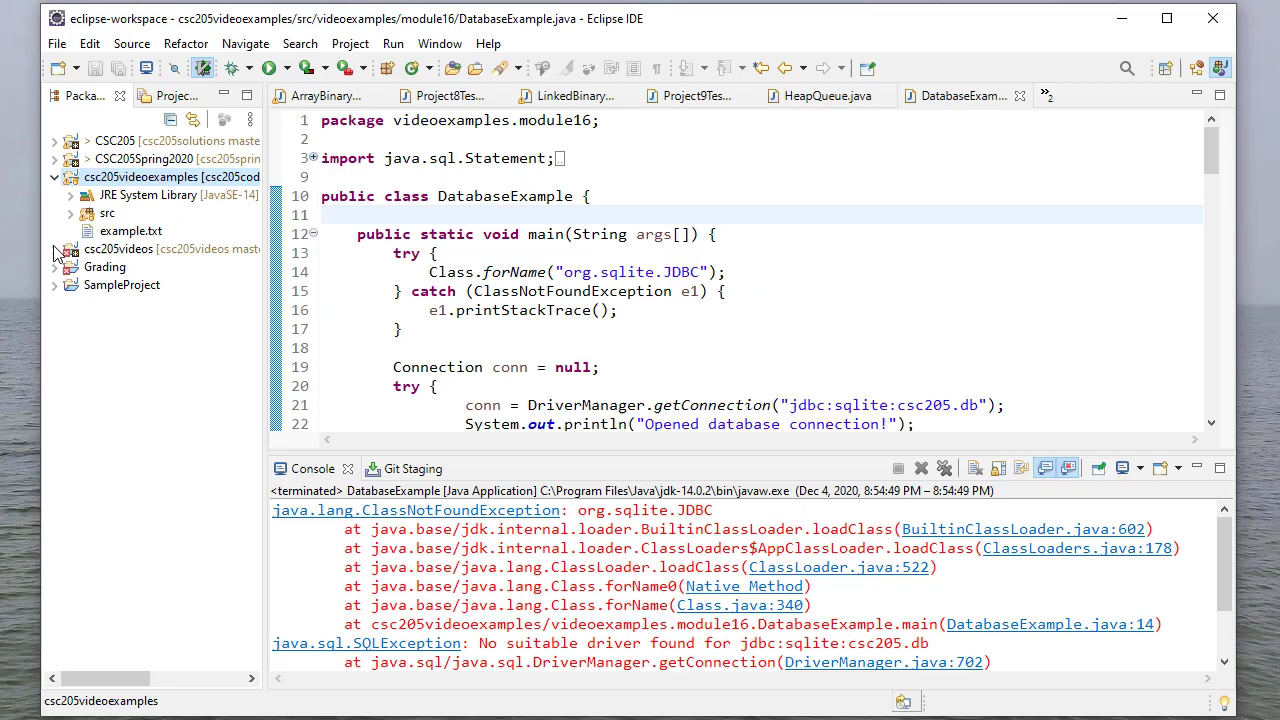 eclipse-workspace - csc205videoexamples/src/videoexamples/module16/DatabaseExample.java - Eclipse IDE
File Edit Source Refactor Navigate Search Project Run Window Help
Packa... Projec... ArrayBinary... Project8Tes... LinkedBinary... Project9Tes... HeapQueue.java DatabaseExam... »2
> CSC205 [csc205solutions maste
> CSC205Spring2020 [csc205sprin
csc205videoexamples [csc205cod
JRE System Library [JavaSE-14]
src
example.txt
csc205videos [csc205videos mast
Grading
SampleProject
1 package videoexamples.module16;
2
3 import java.sql.Statement;
9
10 public class DatabaseExample {
11
12 public static void main(String args[]) {
13 try {
14 Class.forName("org.sqlite.JDBC");
15 } catch (ClassNotFoundException e1) {
16 e1.printStackTrace();
17 }
18
19 Connection conn = null;
20 try {
21 conn = DriverManager.getConnection("jdbc:sqlite:csc205.db");
22 System.out.println("Opened database connection!");
Console Git Staging
<terminated> DatabaseExample [Java Application] C:\Program Files\Java\jdk-14.0.2\bin\javaw.exe (Dec 4, 2020, 8:54:49 PM – 8:54:49 PM)
java.lang.ClassNotFoundException: org.sqlite.JDBC
at java.base/jdk.internal.loader.BuiltinClassLoader.loadClass(BuiltinClassLoader.java:602)
at java.base/jdk.internal.loader.ClassLoaders$AppClassLoader.loadClass(ClassLoaders.java:178)
at java.base/java.lang.ClassLoader.loadClass(ClassLoader.java:522)
at java.base/java.lang.Class.forName0(Native Method)
at java.base/java.lang.Class.forName(Class.java:340)
at csc205videoexamples/videoexamples.module16.DatabaseExample.main(DatabaseExample.java:14)
java.sql.SQLException: No suitable driver found for jdbc:sqlite:csc205.db
at java.sql/java.sql.DriverManager.getConnection(DriverManager.java:702)
csc205videoexamples